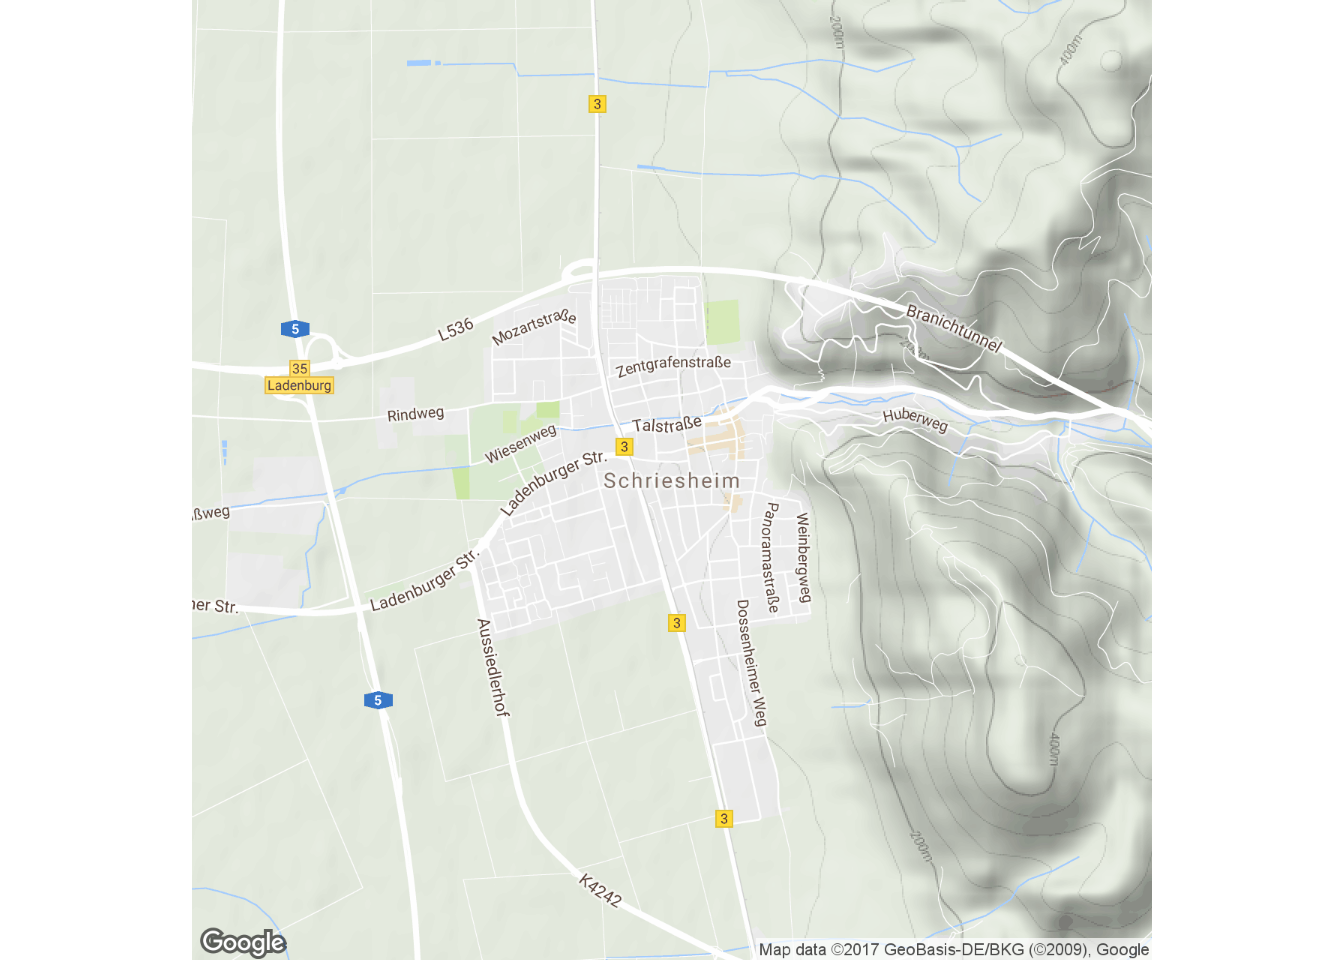 200m
400m
3
Mozartstraße
L536
Branichtunnel
5
35
Ladenburg
Zentgrafenstraße
Rindweg
Talstraße
Huberweg
Wiesenweg
3
Ladenburger Str.
Schriesheim
Panoramastraße
Weinbergweg
Ladenburger Str.
ner Str.
Aussiedlerhof
3
Dossenheimer Weg
5
400m
3
200m
K4242
Google
Map data ©2017 GeoBasis-DE/BKG (©2009), Google